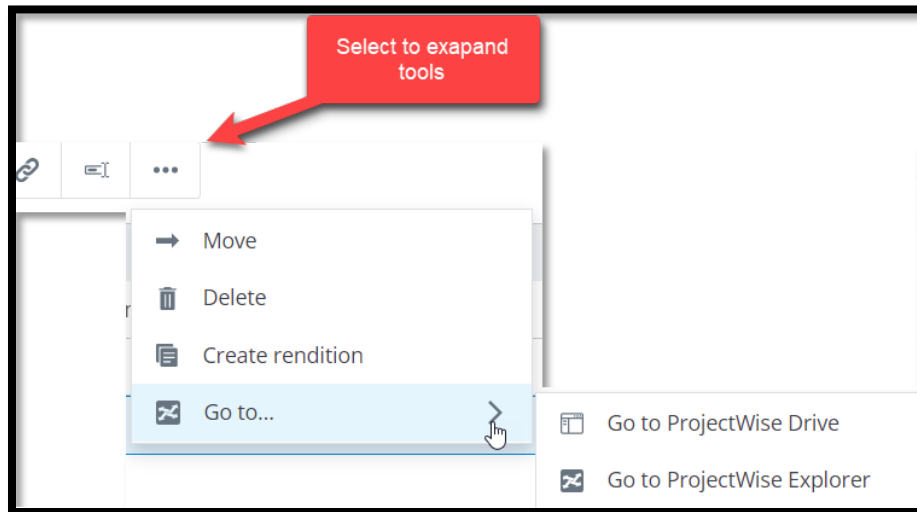 Select to exapand
tools
Move
Delete
Create rendition
Go to...
Go to ProjectWise Drive
Go to ProjectWise Explorer